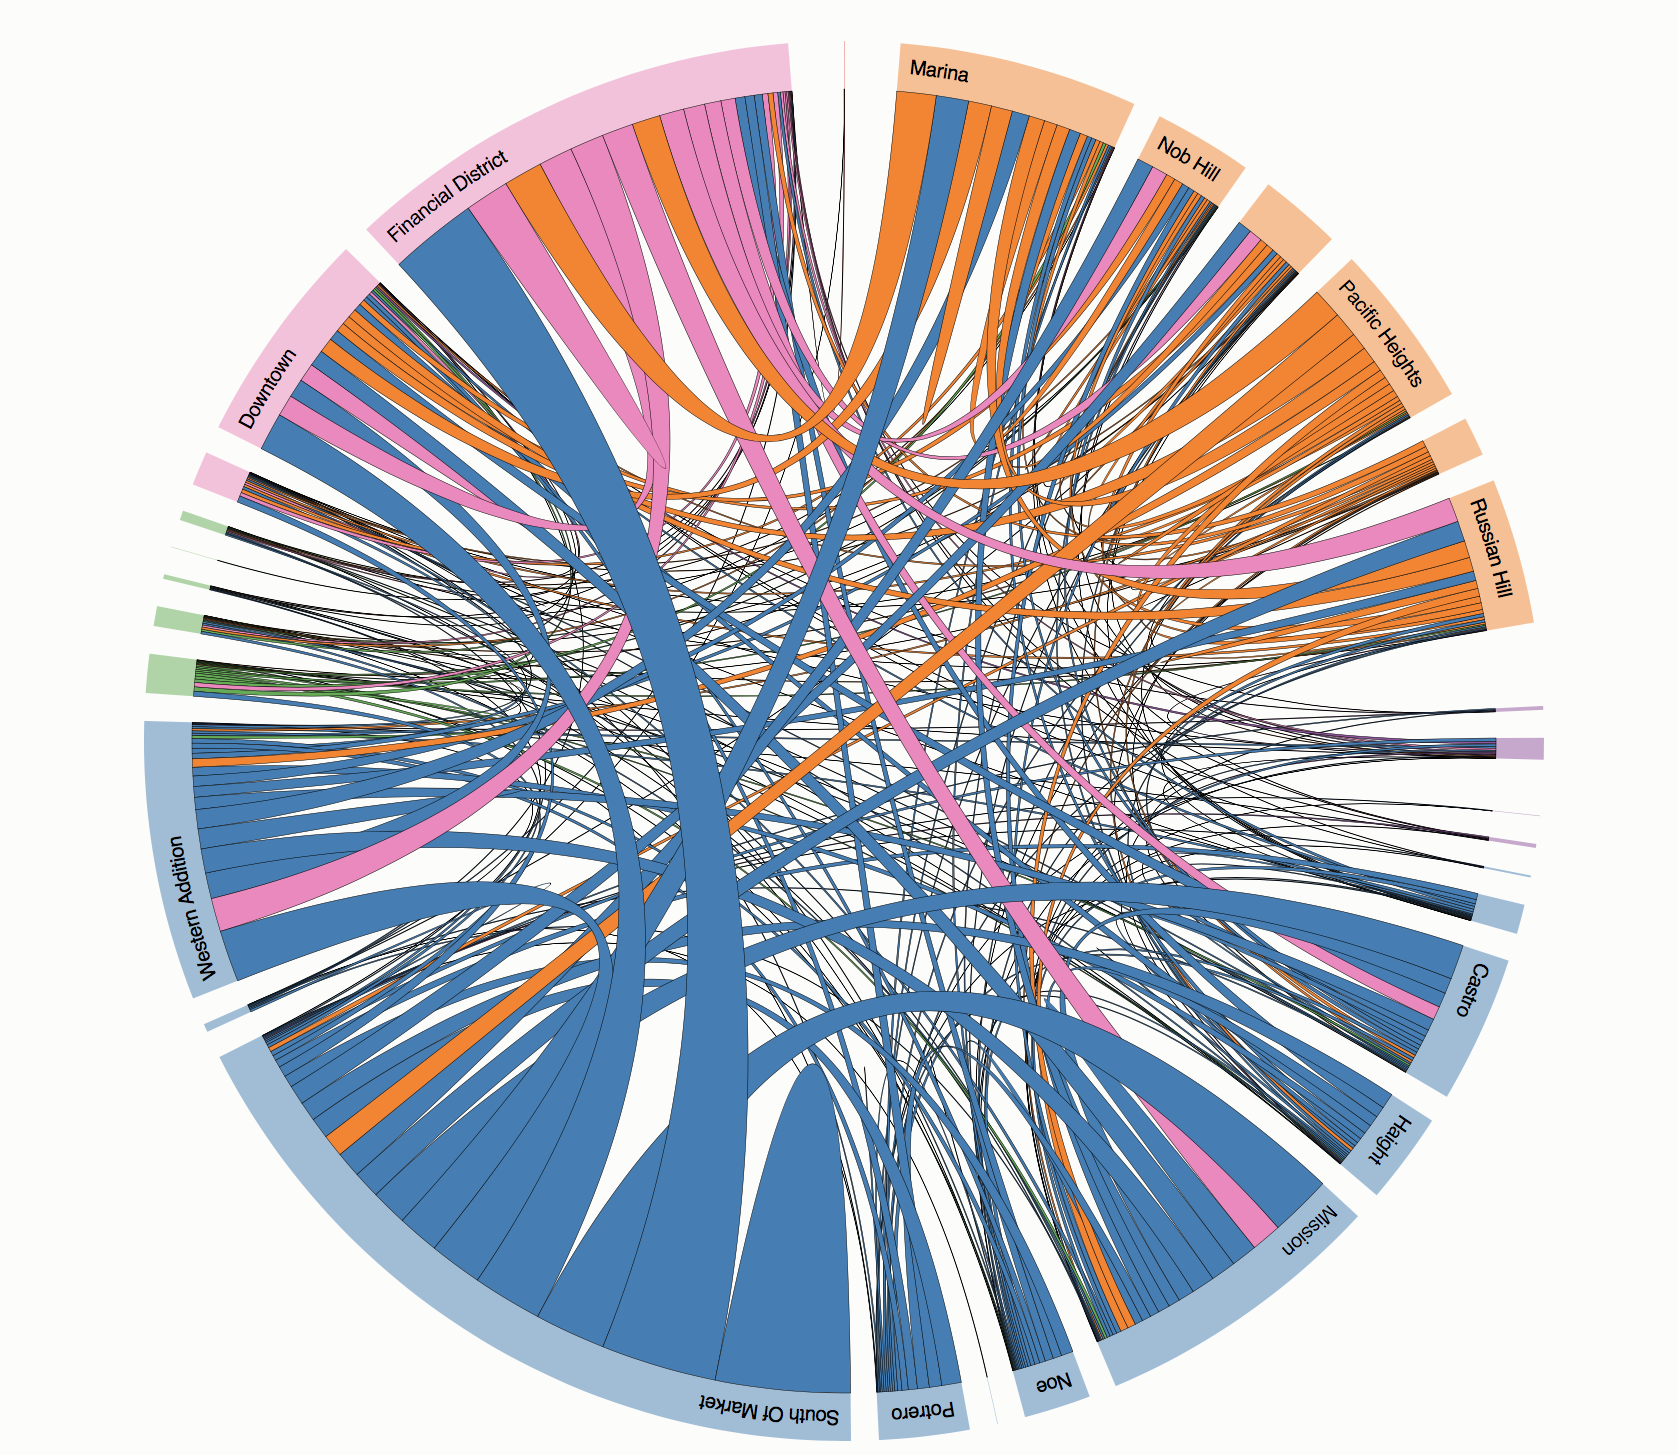 Marina
Nob Hill
Pacific Heights
Russian Hill
Castro
Haight
Mission
Noe
Potrero
South Of Market
Western Addition
Downtown
Financial District